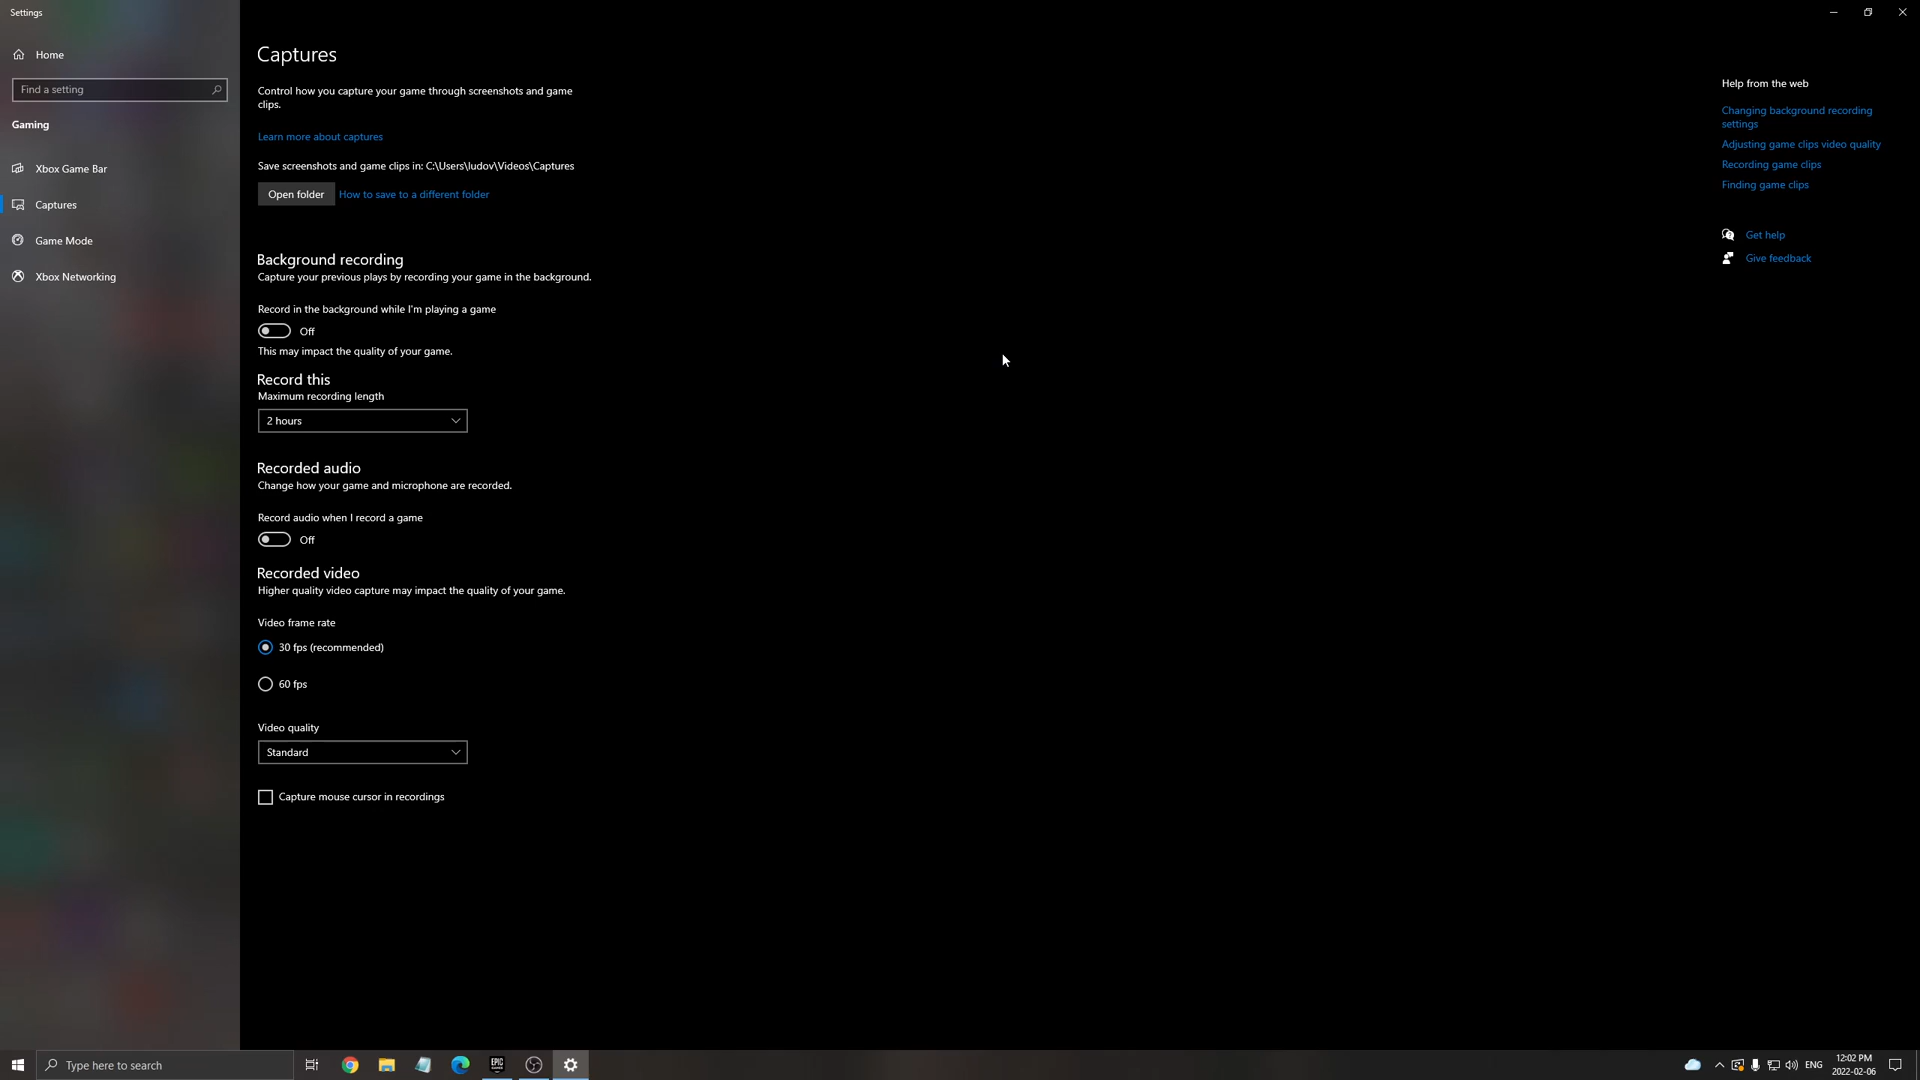 Settings
Home
Find a setting
Gaming
Xbox Game Bar
Captures
Game Mode
Xbox Networking
Captures
Control how you capture your game through screenshots and game
clips.
Learn more about captures
Save screenshots and game clips in: C:\Users\ludov\Videos\Captures
Open folder
How to save to a different folder
Background recording
Capture your previous plays by recording your game in the background.
Record in the background while I'm playing a game
Off
This may impact the quality of your game.
Record this
Maximum recording length
2 hours
Recorded audio
Change how your game and microphone are recorded.
Record audio when I record a game
Off
Recorded video
Higher quality video capture may impact the quality of your game.
Video frame rate
30 fps (recommended)
60 fps
Video quality
Standard
Capture mouse cursor in recordings
Help from the web
Changing background recording
settings
Adjusting game clips video quality
Recording game clips
Finding game clips
Get help
Give feedback
Type here to search
EPIC
GAMES
ENG
12:02 PM
2022-02-06